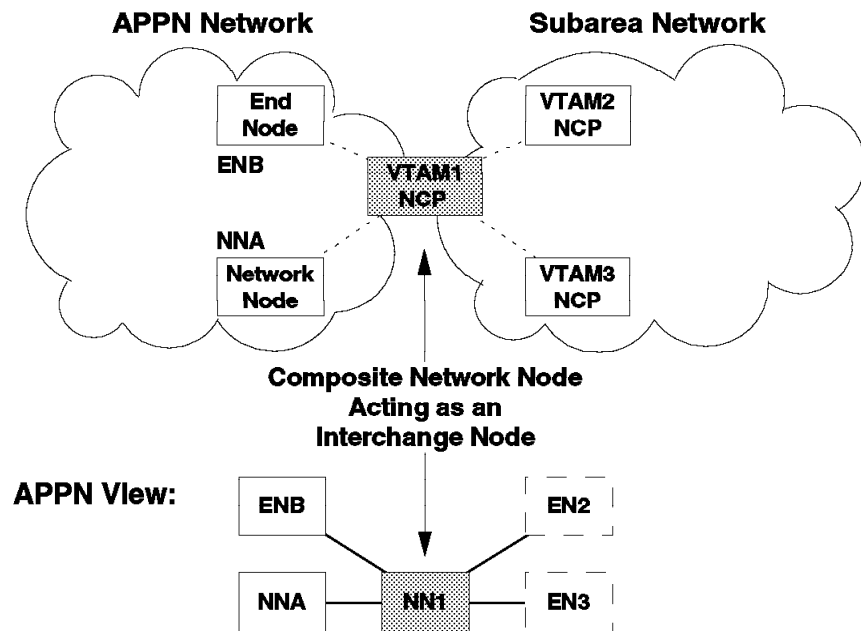 APPN Network
Subarea Network
End
Node
ENB
VTAM2
NCP
VTAM1
NCP
NNA
Network
Node
VTAM3
NCP
Composite Network Node
Acting as an
Interchange Node
APPN View:
ENB
EN2
NNA
NN1
EN3